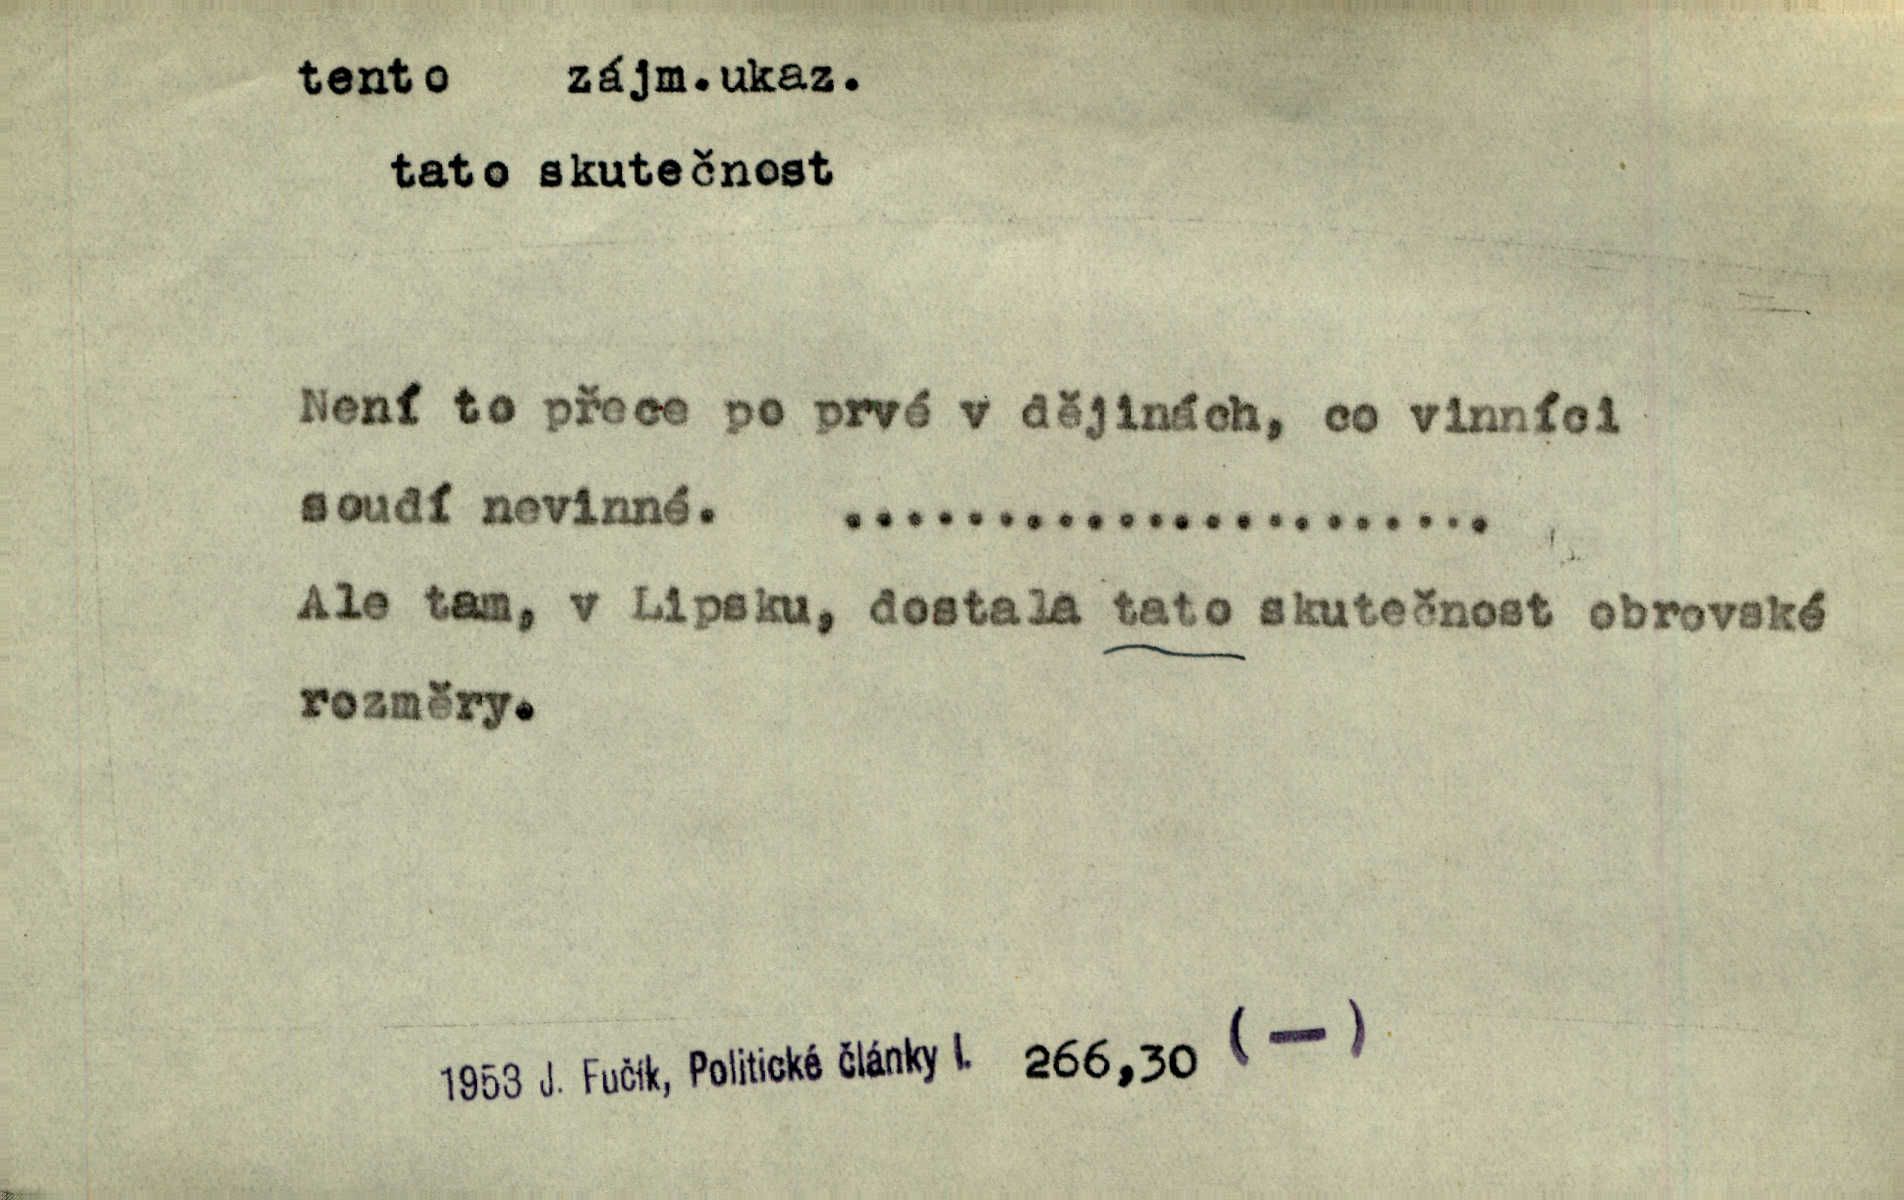 tento zájm.ukaz.
tato skutečnost
Není to přece po prvé v dějinách, co vinníci
soudí nevinné. ......................
Ale tam, v Lipsku, dostala tato skutečnost obrovské
rozměry.
1953 J. Fučík, Politické články I. 266,30 (—)